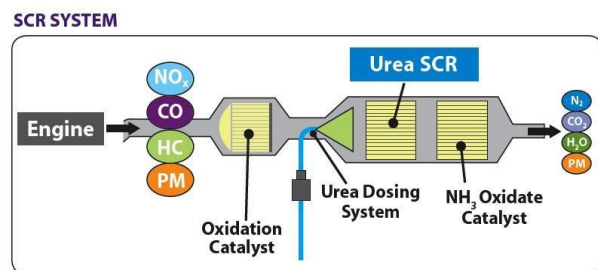 SCR SYSTEM
Engine
NOx
CO
HC
PM
Oxidation
Catalyst
Urea Dosing
System
Urea SCR
NH3 Oxidate
Catalyst
N2
CO2
H2O
PM